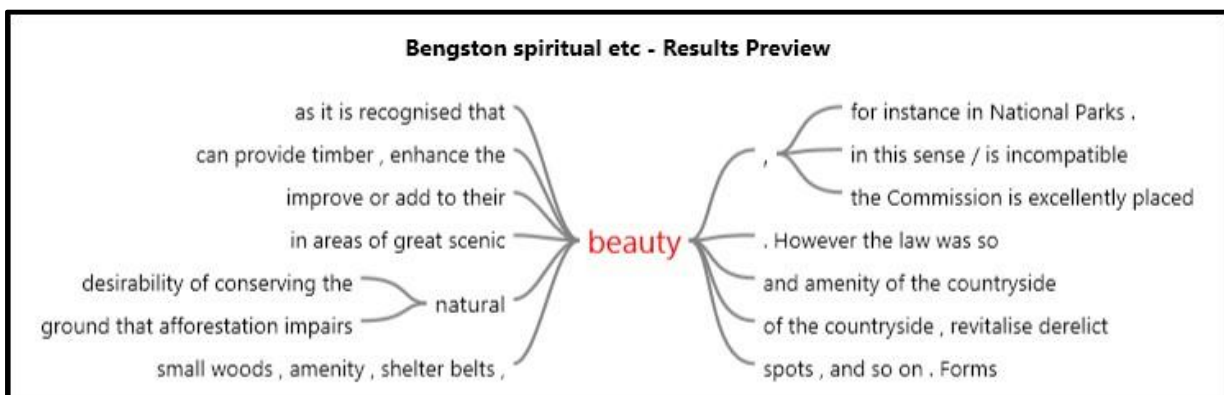 Bengston spiritual etc - Results Preview
as it is recognised that
can provide timber , enhance the
improve or add to their
in areas of great scenic
desirability of conserving the
ground that afforestation impairs
natural
small woods , amenity , shelter belts ,
beauty
,
for instance in National Parks .
in this sense / is incompatible
the Commission is excellently placed
. However the law was so
and amenity of the countryside
of the countryside , revitalise derelict
spots , and so on . Forms